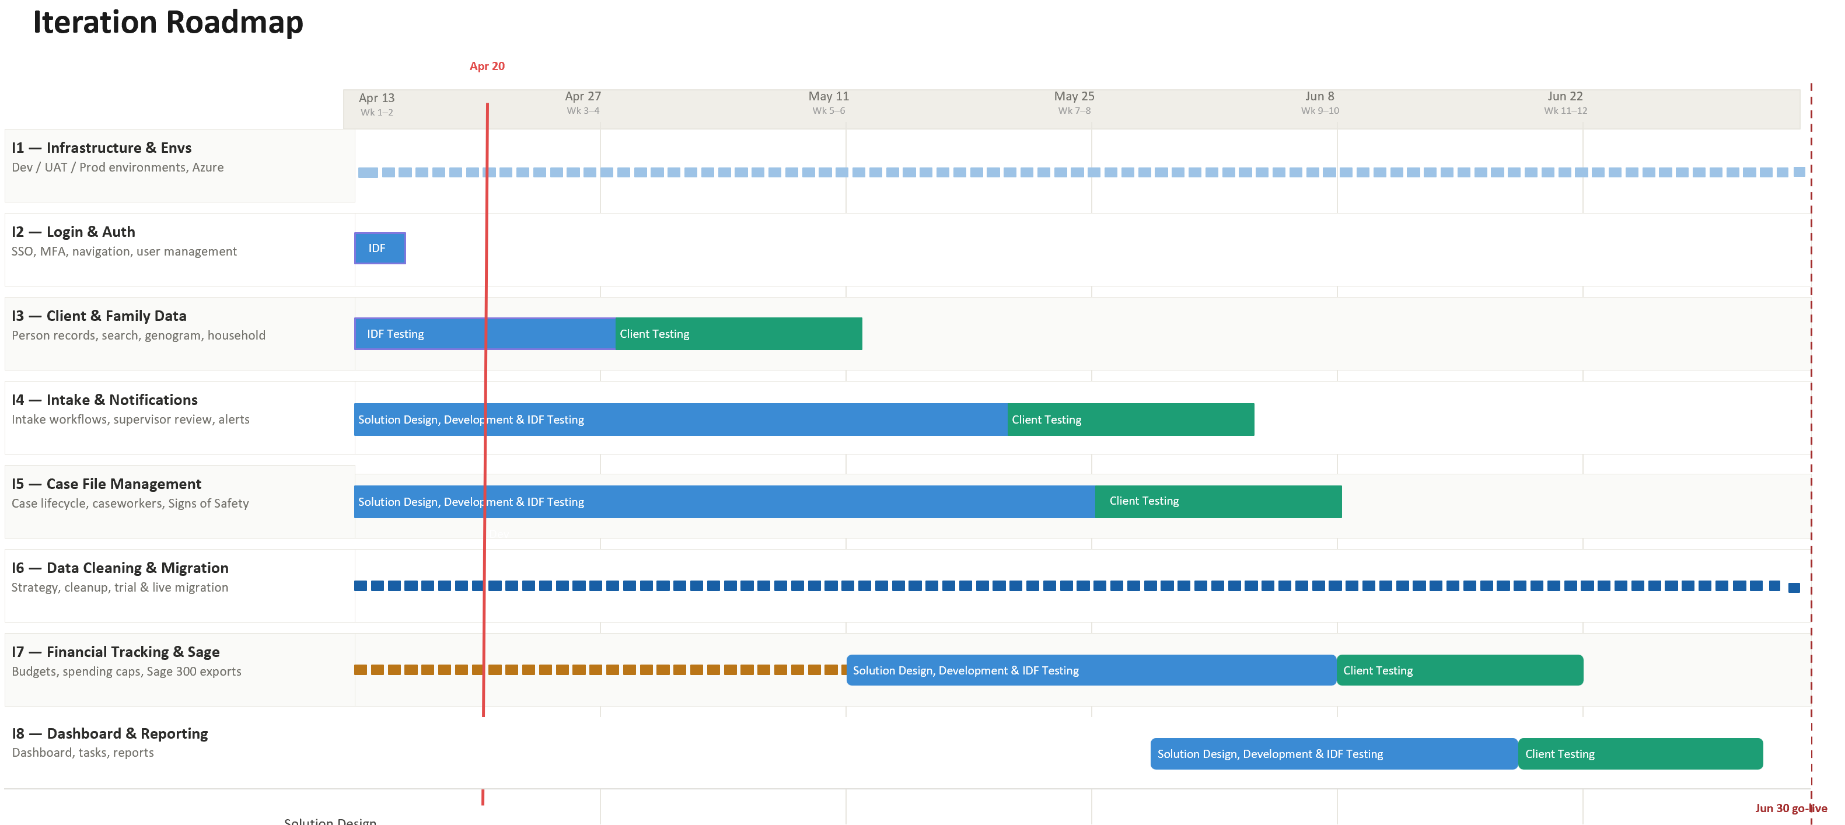 Iteration Roadmap
Apr 20
Apr 13
Apr 27
May 11
May 25
Jun 8
Jun 22
Wk 1–2
Wk 3–4
Wk 5–6
Wk 7–8
Wk 9–10
Wk 11–12
I1 — Infrastructure & Envs
Dev / UAT / Prod environments, Azure
I2 — Login & Auth
SSO, MFA, navigation, user management
IDF
I3 — Client & Family Data
Person records, search, genogram, household
IDF Testing
Client Testing
I4 — Intake & Notifications
Intake workflows, supervisor review, alerts
Solution Design, Development & IDF Testing
Client Testing
I5 — Case File Management
Case lifecycle, caseworkers, Signs of Safety
Solution Design, Development & IDF Testing
Client Testing
I6 — Data Cleaning & Migration
Strategy, cleanup, trial & live migration
I7 — Financial Tracking & Sage
Budgets, spending caps, Sage 300 exports
Solution Design, Development & IDF Testing
Client Testing
I8 — Dashboard & Reporting
Dashboard, tasks, reports
Solution Design, Development & IDF Testing
Client Testing
Jun 30 go-live
Solution Design